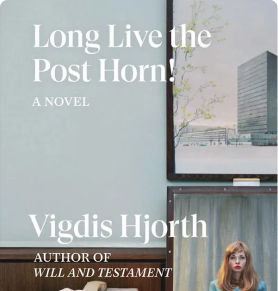 Long Live the
Post Horn!
A NOVEL
Vigdis Hjorth
AUTHOR OF
WILL AND TESTAMENT